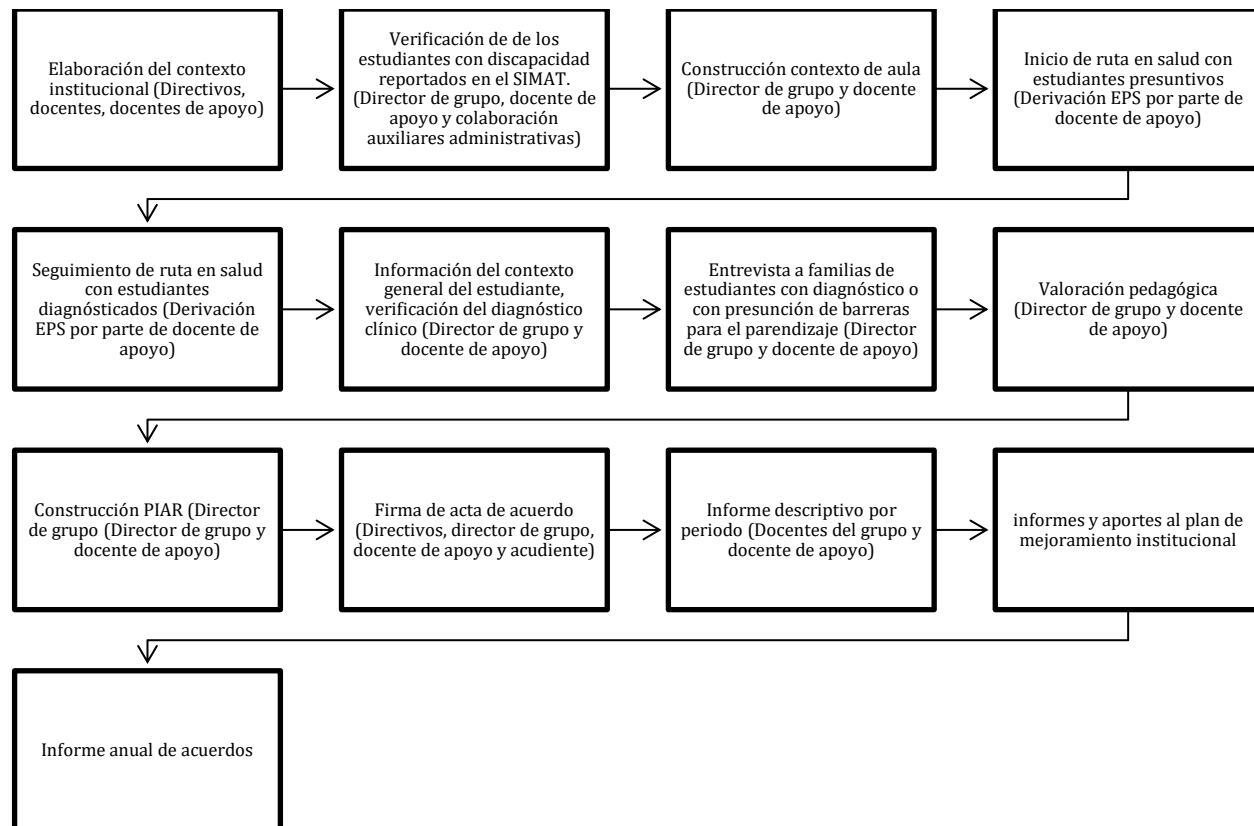 Elaboración del contexto
institucional (Directivos,
docentes, docentes de apoyo)
Verificación de de los
estudiantes con discapacidad
reportados en el SIMAT.
(Director de grupo, docente de
apoyo y colaboración
auxiliares administrativas)
Construcción contexto de aula
(Director de grupo y docente
de apoyo)
Inicio de ruta en salud con
estudiantes presuntivos
(Derivación EPS por parte de
docente de apoyo)
Seguimiento de ruta en salud
con estudiantes
diagnósticados (Derivación
EPS por parte de docente de
apoyo)
Información del contexto
general del estudiante,
verificación del diagnóstico
clínico (Director de grupo y
docente de apoyo)
Entrevista a familias de
estudiantes con diagnóstico o
con presunción de barreras
para el parendizaje (Director
de grupo y docente de apoyo)
Valoración pedagógica
(Director de grupo y docente
de apoyo)
Construcción PIAR (Director
de grupo (Director de grupo y
docente de apoyo)
Firma de acta de acuerdo
(Directivos, director de grupo,
docente de apoyo y acudiente)
Informe descriptivo por
periodo (Docentes del grupo y
docente de apoyo)
informes y aportes al plan de
mejoramiento institucional
Informe anual de acuerdos